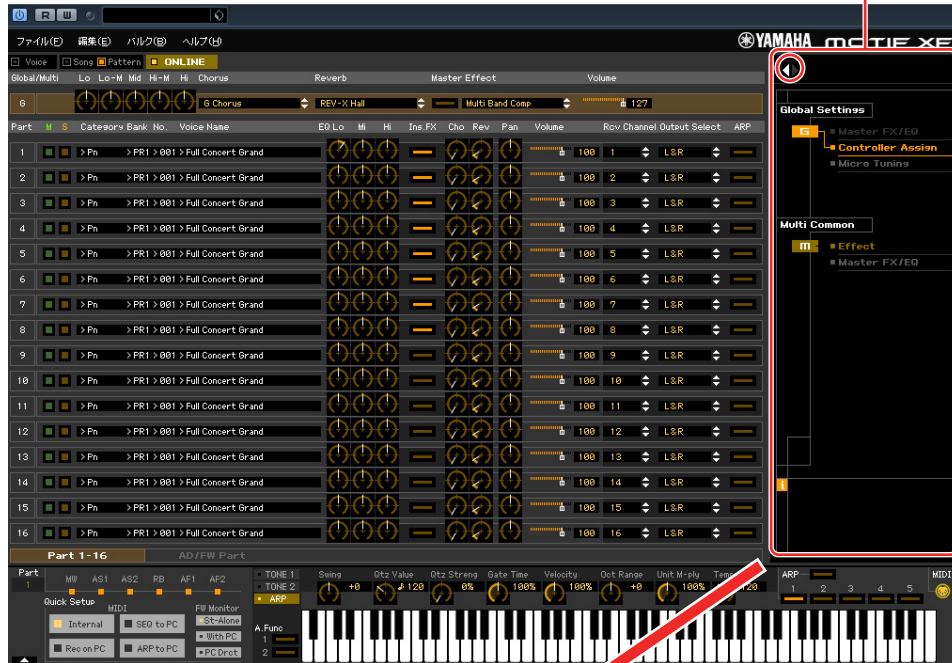 R W
ファイル(F) 編集(E) バルク(B) ヘルプ(H) YAMAHA MOTIF XF
Voice Song Pattern ONLINE
Global/Multi Lo Lo-M Mid Hi-M Hi Chorus Reverb Master Effect Volume
G G Chorus REV-X Hall Multi Band Comp 127
Part M S Category Bank No. Voice Name EQ Lo Mi Hi Ins.FX Cho Rev Pan Volume Rcv Channel Output Select ARP
1 > Pn > PR1 > 001 > Full Concert Grand 100 1 L&R
2 > Pn > PR1 > 001 > Full Concert Grand 100 2 L&R
3 > Pn > PR1 > 001 > Full Concert Grand 100 3 L&R
4 > Pn > PR1 > 001 > Full Concert Grand 100 4 L&R
5 > Pn > PR1 > 001 > Full Concert Grand 100 5 L&R
6 > Pn > PR1 > 001 > Full Concert Grand 100 6 L&R
7 > Pn > PR1 > 001 > Full Concert Grand 100 7 L&R
8 > Pn > PR1 > 001 > Full Concert Grand 100 8 L&R
9 > Pn > PR1 > 001 > Full Concert Grand 100 9 L&R
10 > Pn > PR1 > 001 > Full Concert Grand 100 10 L&R
11 > Pn > PR1 > 001 > Full Concert Grand 100 11 L&R
12 > Pn > PR1 > 001 > Full Concert Grand 100 12 L&R
13 > Pn > PR1 > 001 > Full Concert Grand 100 13 L&R
14 > Pn > PR1 > 001 > Full Concert Grand 100 14 L&R
15 > Pn > PR1 > 001 > Full Concert Grand 100 15 L&R
16 > Pn > PR1 > 001 > Full Concert Grand 100 16 L&R
Part 1-16 AD/FW Part
Global Settings
G Master FX/EQ
Controller Assign
Micro Tuning
Multi Common
m Effect
Master FX/EQ
i
Part MW AS1 AS2 RB AF1 AF2 TONE 1 Swing Qtz Value Qtz Streng Gate Time Velocity Oct Range Unit M-ply ARP MIDI
1 TONE 2 +0 120 0% 100% 100% +0 1 2 3 4 5
ARP
Quick Setup MIDI FW Monitor
Internal SEQ to PC St-Alone A.Func
With PC 1
Rec on PC ARP to PC PC Drct 2